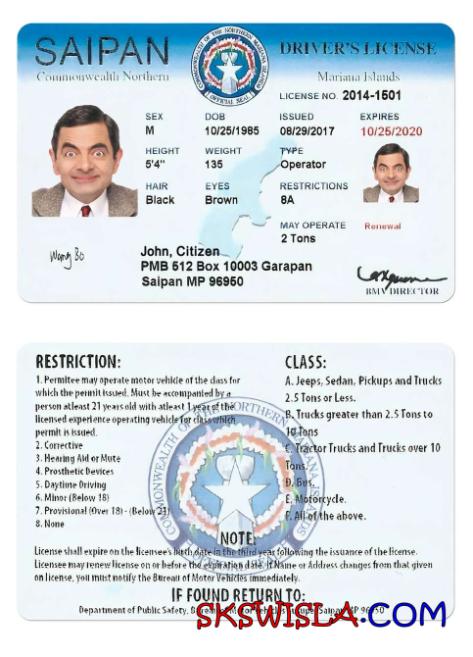 SAIPAN
DRIVER'S LICENSE
Commonwealth Northern
Mariana Islands
COMMONWEALTH OF THE NORTHERN MARIANA ISLANDS
OFFICIAL SEAL
LICENSE NO. 2014-1501
SEX DOB ISSUED EXPIRES
M 10/25/1985 08/29/2017 10/25/2020
HEIGHT WEIGHT TYPE
5'4" 135 Operator
HAIR EYES RESTRICTIONS
Black Brown 8A
MAY OPERATE Renewal
2 Tons
Wang Bo
John, Citizen
PMB 512 Box 10003 Garapan
Saipan MP 96950
BMV DIRECTOR
RESTRICTION:
1. Permitee may operate motor vehicle of the class for
which the permit issued. Must be accompanied by a
person atleast 21 years old with atleast 1 year of the
licensed experience operating vehicle for class which
permit is issued.
2. Corrective
3. Hearing Aid or Mute
4. Prosthetic Devices
5. Daytime Driving
6. Minor (Below 18)
7. Provisional (Over 18) - (Below 21)
8. None
CLASS:
A. Jeeps, Sedan, Pickups and Trucks
2.5 Tons or Less.
B. Trucks greater than 2.5 Tons to
10 Tons
C. Tractor Trucks and Trucks over 10
Tons.
D. Bus.
E. Motorcycle.
F. All of the above.
COMMONWEALTH OF THE NORTHERN MARIANA ISLANDS
NOTE:
License shall expire on the licensee's birth date in the third year following the issuance of the license.
Licensee may renew license on or before the expiration date. If Name or Address changes from that given
on license, you must notify the Bureau of Motor Vehicles immediately.
IF FOUND RETURN TO:
Department of Public Safety, Bureau of Motor Vehicles Saipan MP 96950
SKSWISLA.COM